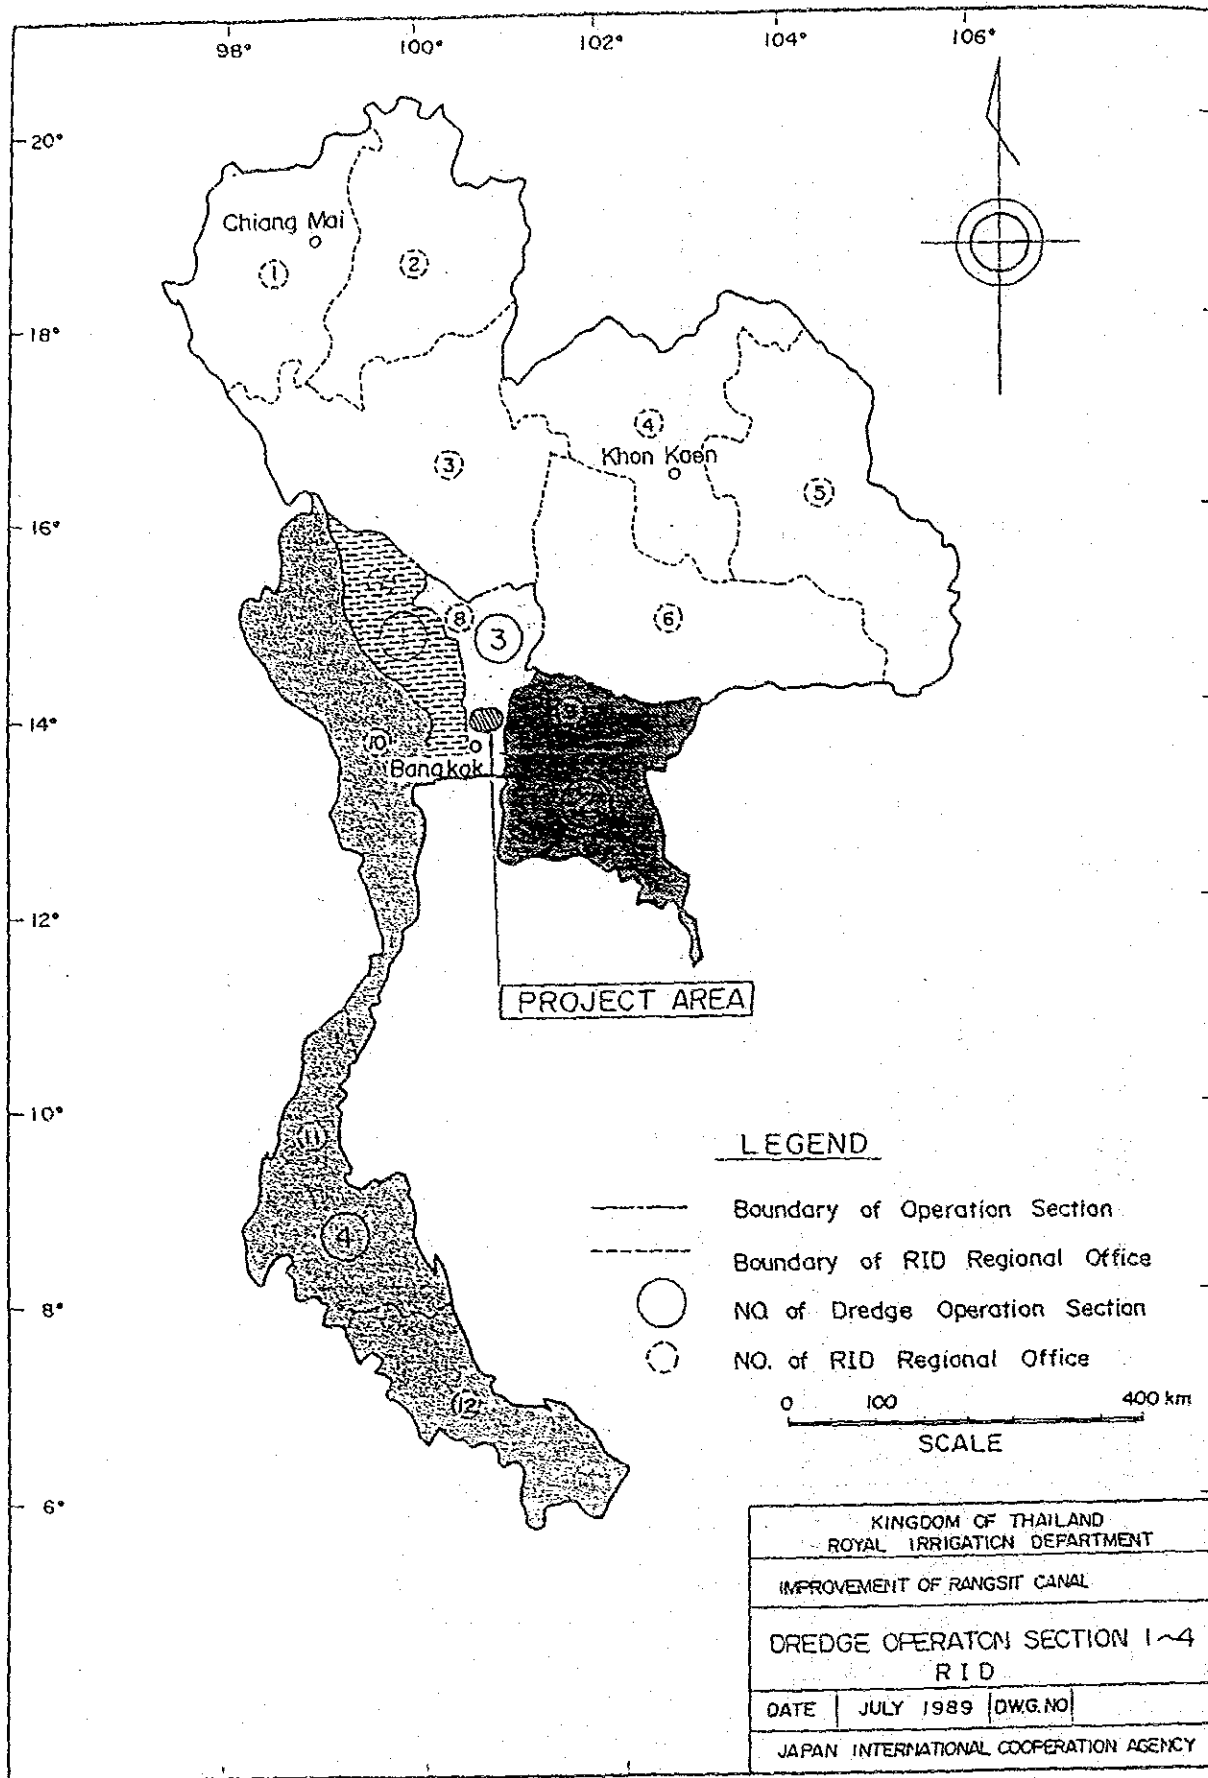 98° 100° 102° 104° 106°
20°
Chiang Mai
1
2
18°
4
Khon Kaen
3
5
16°
8
3
6
9
14°
10
Bangkok
12°
PROJECT AREA
10°
11
LEGEND
Boundary of Operation Section
4
Boundary of RID Regional Office
8°
NO. of Dredge Operation Section
NO. of RID Regional Office
12
0 100 400 km
SCALE
6°
KINGDOM OF THAILAND
ROYAL IRRIGATION DEPARTMENT
IMPROVEMENT OF RANGSIT CANAL
DREDGE OPERATON SECTION 1~4
RID
DATE JULY 1989 DWG. NO
JAPAN INTERNATIONAL COOPERATION AGENCY